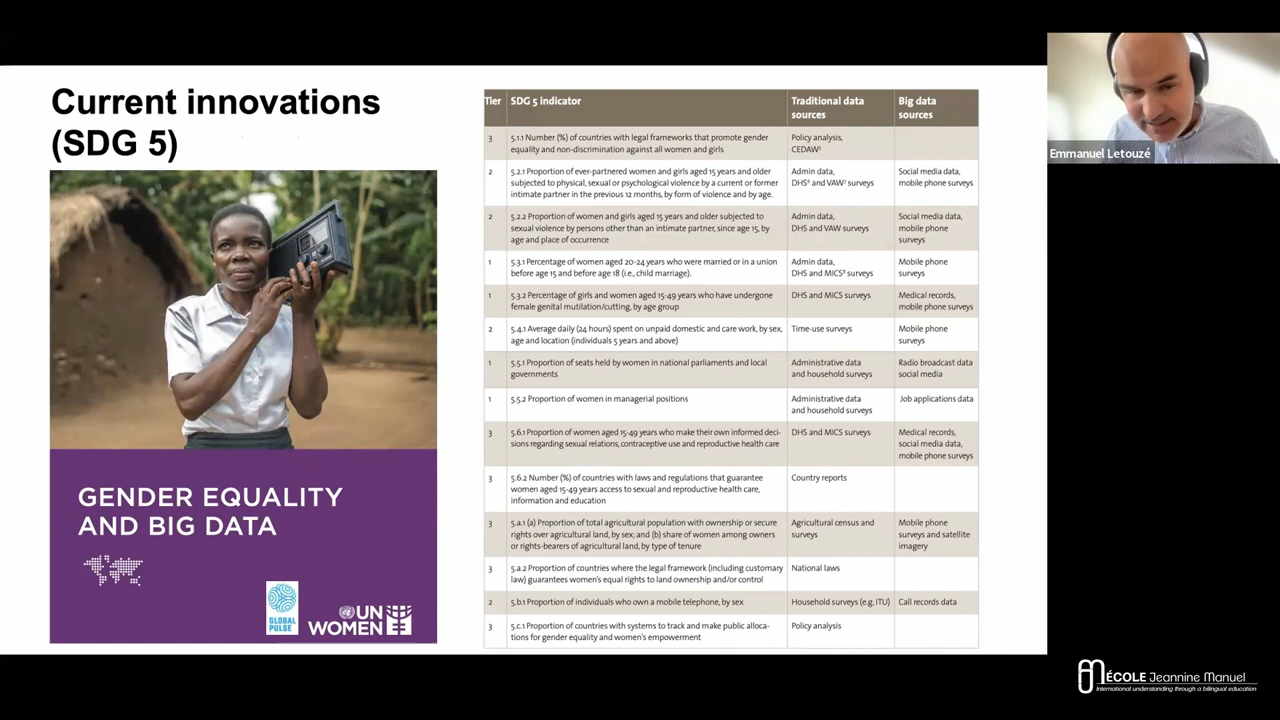 Current innovations
(SDG 5)
GENDER EQUALITY
AND BIG DATA
GLOBAL
PULSE
UN
WOMEN
Tier SDG 5 indicator Traditional data Big data
sources sources
3 5.1.1 Number (%) of countries with legal frameworks that promote gender Policy analysis,
equality and non-discrimination against all women and girls CEDAW⁵
2 5.2.1 Proportion of ever-partnered women and girls aged 15 years and older Admin data, Social media data,
subjected to physical, sexual or psychological violence by a current or former DHS⁶ and VAW⁷ surveys mobile phone surveys
intimate partner in the previous 12 months, by form of violence and by age.
2 5.2.2 Proportion of women and girls aged 15 years and older subjected to Admin data, Social media data,
sexual violence by persons other than an intimate partner, since age 15, by DHS and VAW surveys mobile phone
age and place of occurrence surveys
1 5.3.1 Percentage of women aged 20-24 years who were married or in a union Admin data, Mobile phone
before age 15 and before age 18 (i.e., child marriage). DHS and MICS⁸ surveys surveys
1 5.3.2 Percentage of girls and women aged 15-49 years who have undergone DHS and MICS surveys Medical records,
female genital mutilation/cutting, by age group mobile phone surveys
2 5.4.1 Average daily (24 hours) spent on unpaid domestic and care work, by sex, Time-use surveys Mobile phone
age and location (individuals 5 years and above) surveys
1 5.5.1 Proportion of seats held by women in national parliaments and local Administrative data Radio broadcast data
governments and household surveys social media
1 5.5.2 Proportion of women in managerial positions Administrative data Job applications data
and household surveys
3 5.6.1 Proportion of women aged 15-49 years who make their own informed deci- DHS and MICS surveys Medical records,
sions regarding sexual relations, contraceptive use and reproductive health care social media data,
mobile phone surveys
3 5.6.2 Number (%) of countries with laws and regulations that guarantee Country reports
women aged 15-49 years access to sexual and reproductive health care,
information and education
3 5.a.1 (a) Proportion of total agricultural population with ownership or secure Agricultural census and Mobile phone
rights over agricultural land, by sex; and (b) share of women among owners surveys surveys and satellite
or rights-bearers of agricultural land, by type of tenure imagery
3 5.a.2 Proportion of countries where the legal framework (including customary National laws
law) guarantees women's equal rights to land ownership and/or control
2 5.b.1 Proportion of individuals who own a mobile telephone, by sex Household surveys (e.g, ITU) Call records data
3 5.c.1 Proportion of countries with systems to track and make public alloca- Policy analysis
tions for gender equality and women's empowerment
Emmanuel Letouzé
ÉCOLE Jeannine Manuel
International understanding through a bilingual education